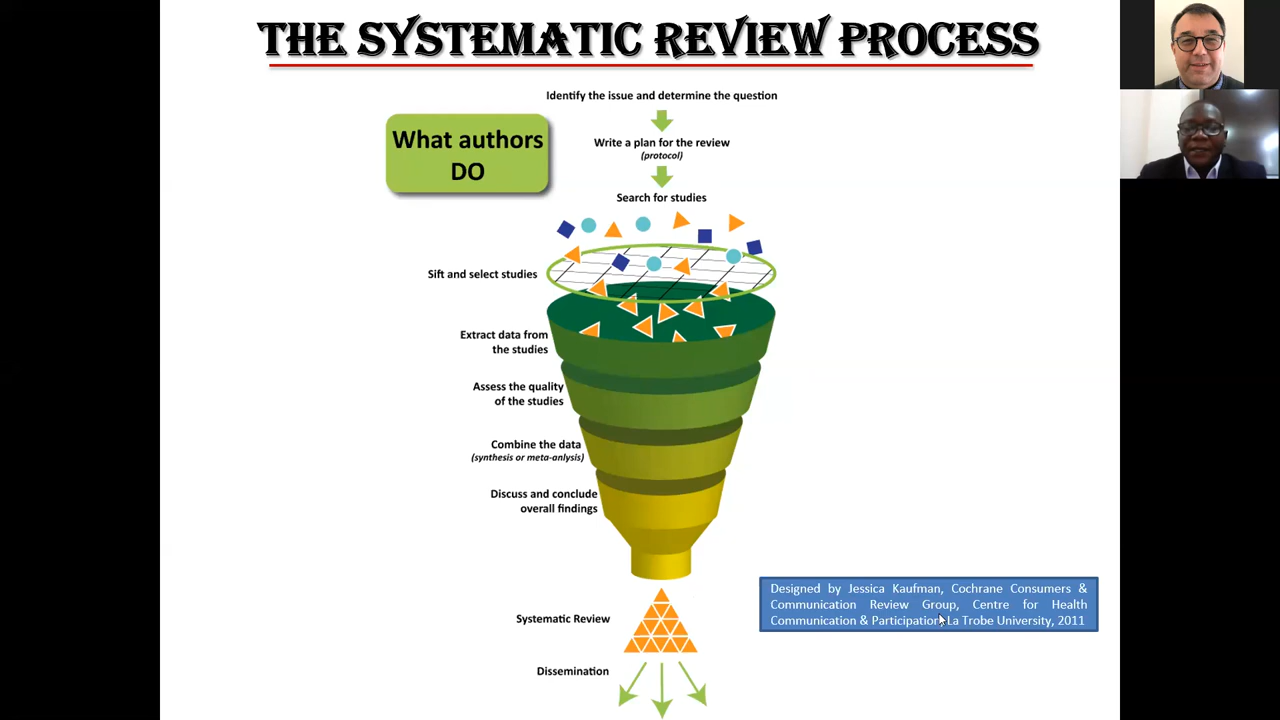 THE SYSTEMATIC REVIEW PROCESS
Identify the issue and determine the question
What authors
DO
Write a plan for the review
(protocol)
Search for studies
Sift and select studies
Extract data from
the studies
Assess the quality
of the studies
Combine the data
(synthesis or meta-anlysis)
Discuss and conclude
overall findings
Designed by Jessica Kaufman, Cochrane Consumers &
Communication Review Group, Centre for Health
Communication & Participation, La Trobe University, 2011
Systematic Review
Dissemination